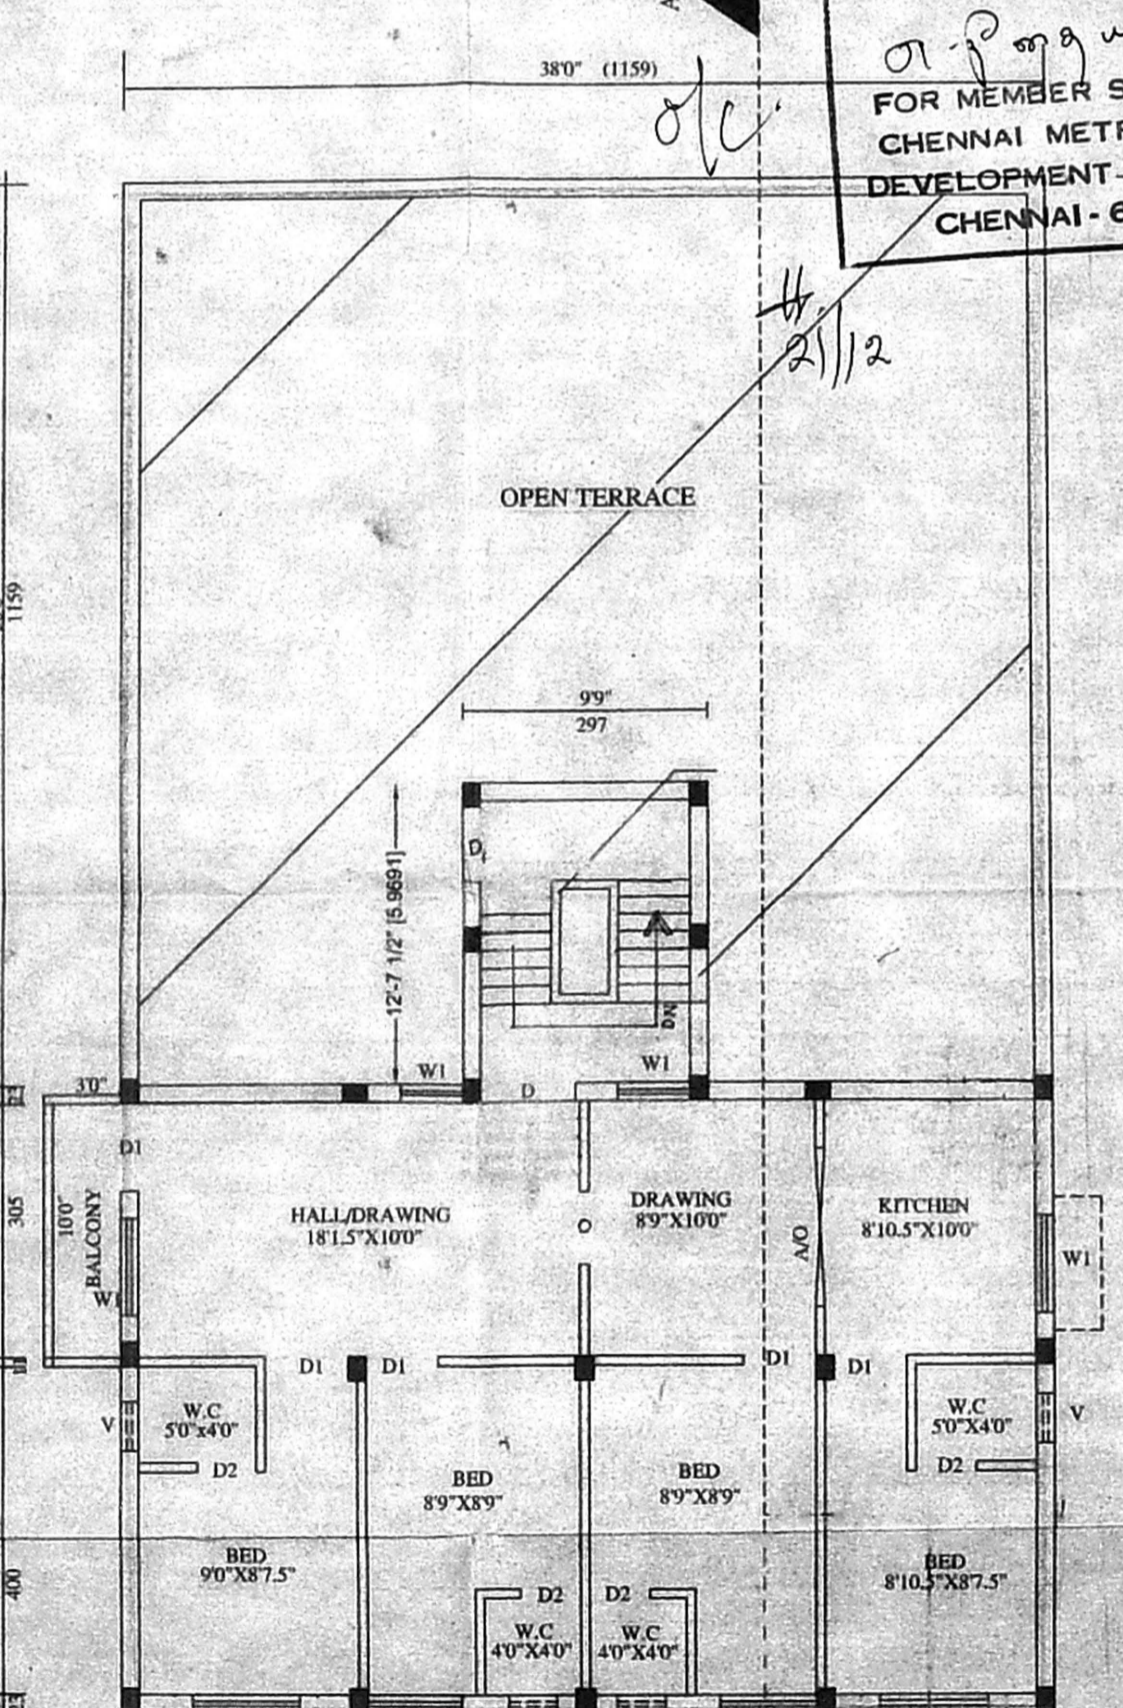 38'0" (1159)
o/c.
FOR MEMBER S
CHENNAI METR
DEVELOPMENT
CHENNAI - 6
21/12
OPEN TERRACE
1159
9'9"
297
D1
12'-7 1/2" [5.9691]
DN
W1
W1
D
3'0"
D1
10'0"
BALCONY
W1
305
HALL/DRAWING
18'1.5"X10'0"
DRAWING
8'9"X10'0"
O
A/O
KITCHEN
8'10.5"X10'0"
W1
D1
D1
D1
D1
V
W.C
5'0"x4'0"
D2
W.C
5'0"X4'0"
D2
V
BED
8'9"X8'9"
BED
8'9"X8'9"
BED
9'0"X8'7.5"
BED
8'10.5"X8'7.5"
400
D2
D2
W.C
4'0"X4'0"
W.C
4'0"X4'0"